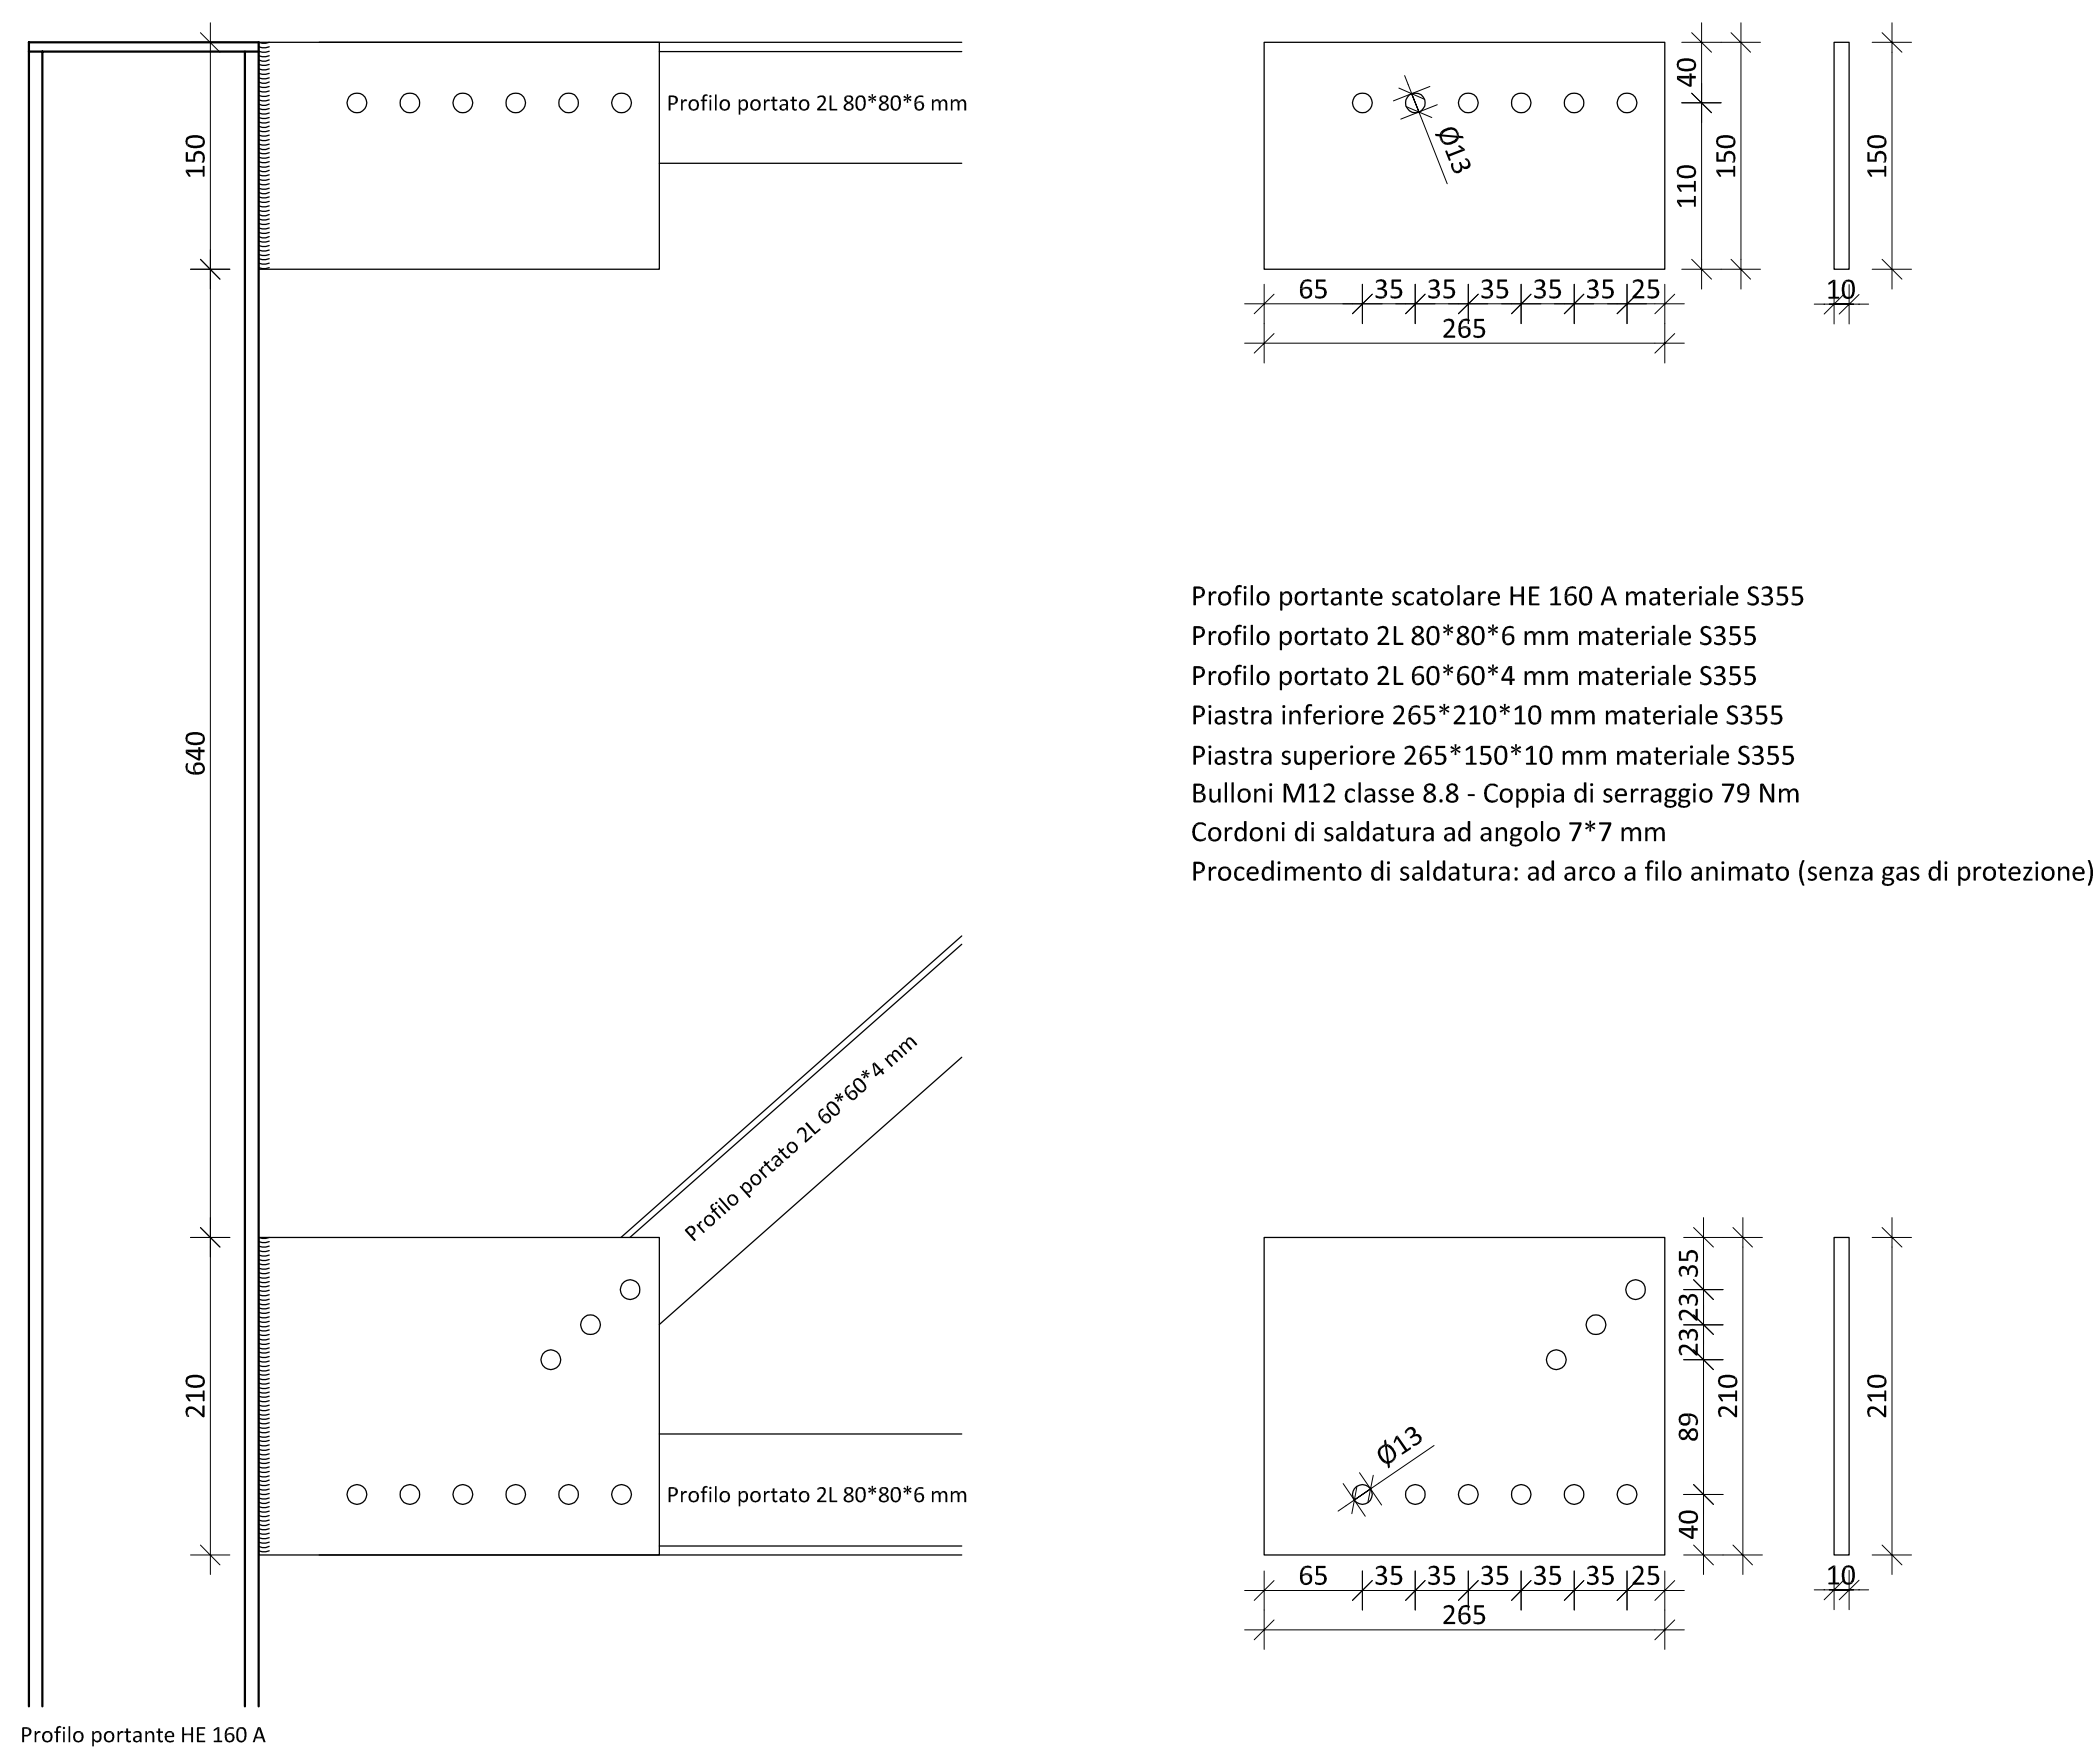 150
Profilo portato 2L 80*80*6 mm
640
Profilo portato 2L 60*60*4 mm
210
Profilo portato 2L 80*80*6 mm
Profilo portante HE 160 A
Ø13
40
110
150
150
65 35 35 35 35 35 25
265
10
Profilo portante scatolare HE 160 A materiale S355
Profilo portato 2L 80*80*6 mm materiale S355
Profilo portato 2L 60*60*4 mm materiale S355
Piastra inferiore 265*210*10 mm materiale S355
Piastra superiore 265*150*10 mm materiale S355
Bulloni M12 classe 8.8 - Coppia di serraggio 79 Nm
Cordoni di saldatura ad angolo 7*7 mm
Procedimento di saldatura: ad arco a filo animato (senza gas di protezione)
35
23
23
89
40
210
210
Ø13
65 35 35 35 35 35 25
265
10